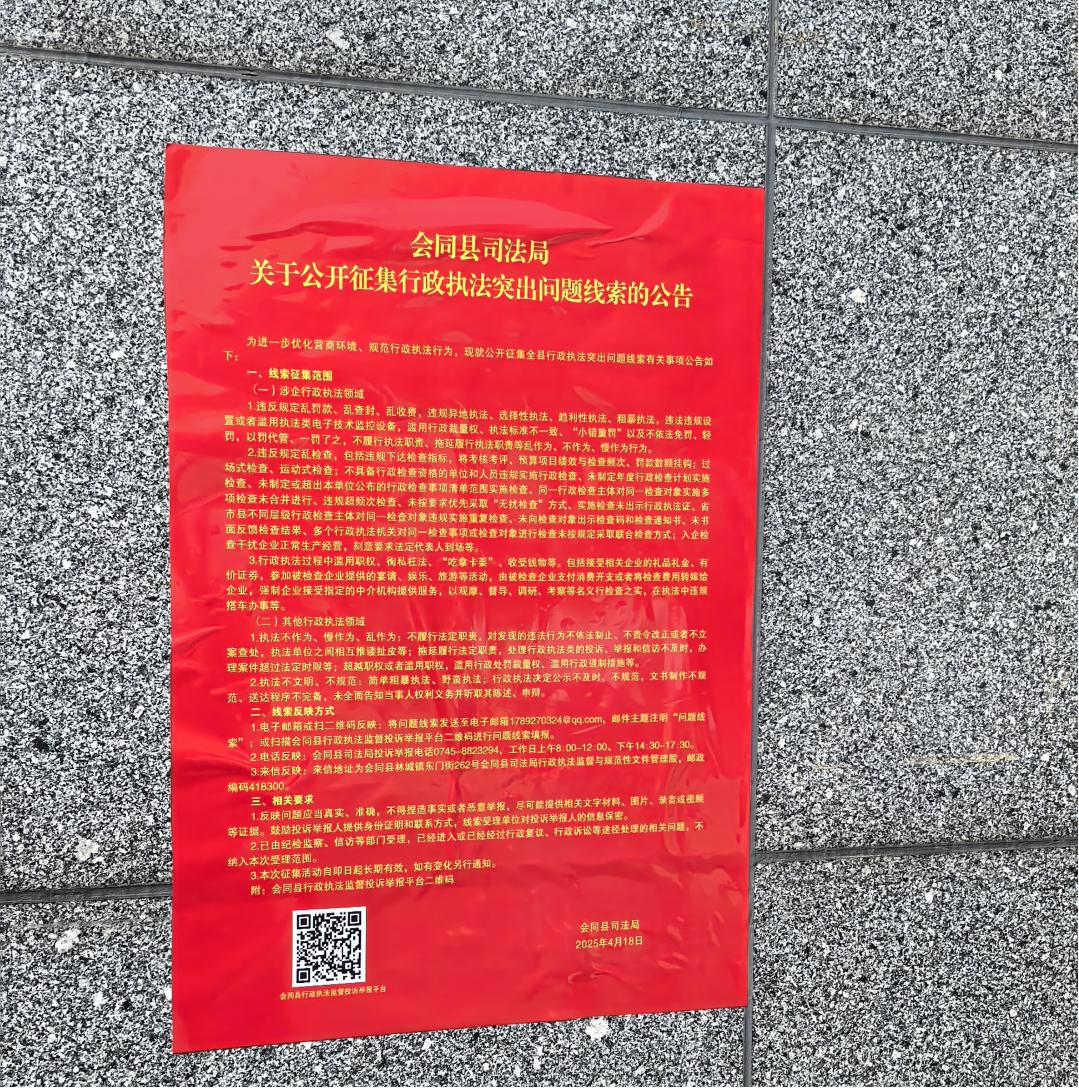 会同县司法局
关于公开征集行政执法突出问题线索的公告
为进一步优化营商环境、规范行政执法行为，现就公开征集全县行政执法突出问题线索有关事项公告如
下：
一、线索征集范围
（一）涉企行政执法领域
1.违反规定乱罚款、乱查封、乱收费，违规异地执法、选择性执法、趋利性执法、粗暴执法，违法违规设
置或者滥用执法类电子技术监控设备，滥用行政裁量权、执法标准不一致、“小错重罚”以及不依法免罚、轻
罚，以罚代管、一罚了之，不履行执法职责、拖延履行执法职责等乱作为、不作为、慢作为行为。
2.违反规定乱检查，包括违规下达检查指标，将考核考评、预算项目绩效与检查频次、罚款数额挂钩；过
场式检查、运动式检查；不具备行政检查资格的单位和人员违规实施行政检查、未制定年度行政检查计划实施
检查、未制定或超出本单位公布的行政检查事项清单范围实施检查、同一行政检查主体对同一检查对象实施多
项检查未合并进行、违规超频次检查、未按要求优先采取“无扰检查”方式、实施检查未出示行政执法证、省
市县不同层级行政检查主体对同一检查对象违规实施重复检查、未向检查对象出示检查码和检查通知书、未书
面反馈检查结果、多个行政执法机关对同一检查事项或检查对象进行检查未按规定采取联合检查方式；入企检
查干扰企业正常生产经营，刻意要求法定代表人到场等。
3.行政执法过程中滥用职权、徇私枉法、“吃拿卡要”、收受钱物等。包括接受相关企业的礼品礼金、有
价证券，参加被检查企业提供的宴请、娱乐、旅游等活动，由被检查企业支付消费开支或者将检查费用转嫁给
企业，强制企业接受指定的中介机构提供服务，以观摩、督导、调研、考察等名义行检查之实，在执法中违规
搭车办事等。
（二）其他行政执法领域
1.执法不作为、慢作为、乱作为：不履行法定职责，对发现的违法行为不依法制止、不责令改正或者不立
案查处，执法单位之间相互推诿扯皮等；拖延履行法定职责，处理行政执法类的投诉、举报和信访不及时，办
理案件超过法定时限等；超越职权或者滥用职权，滥用行政处罚裁量权、滥用行政强制措施等。
2.执法不文明、不规范：简单粗暴执法、野蛮执法；行政执法决定公示不及时、不规范，文书制作不规
范、送达程序不完备，未全面告知当事人权利义务并听取其陈述、申辩。
二、线索反映方式
1.电子邮箱或扫二维码反映：将问题线索发送至电子邮箱1789270324@qq.com，邮件主题注明“问题线
索”；或扫描会同县行政执法监督投诉举报平台二维码进行问题线索填报。
2.电话反映：会同县司法局投诉举报电话0745-8823294，工作日上午8:00-12:00、下午14:30-17:30。
3.来信反映：来信地址为会同县林城镇东门街262号会同县司法局行政执法监督与规范性文件管理股，邮政
编码418300。
三、相关要求
1.反映问题应当真实、准确，不得捏造事实或者恶意举报，尽可能提供相关文字材料、图片、录音或视频
等证据。鼓励投诉举报人提供身份证明和联系方式，线索受理单位对投诉举报人的信息保密。
2.已由纪检监察、信访等部门受理，已经进入或已经经过行政复议、行政诉讼等途径处理的相关问题，不
纳入本次受理范围。
3.本次征集活动自即日起长期有效，如有变化另行通知。
附：会同县行政执法监督投诉举报平台二维码
会同县司法局
2025年4月18日
会同县行政执法监督投诉举报平台